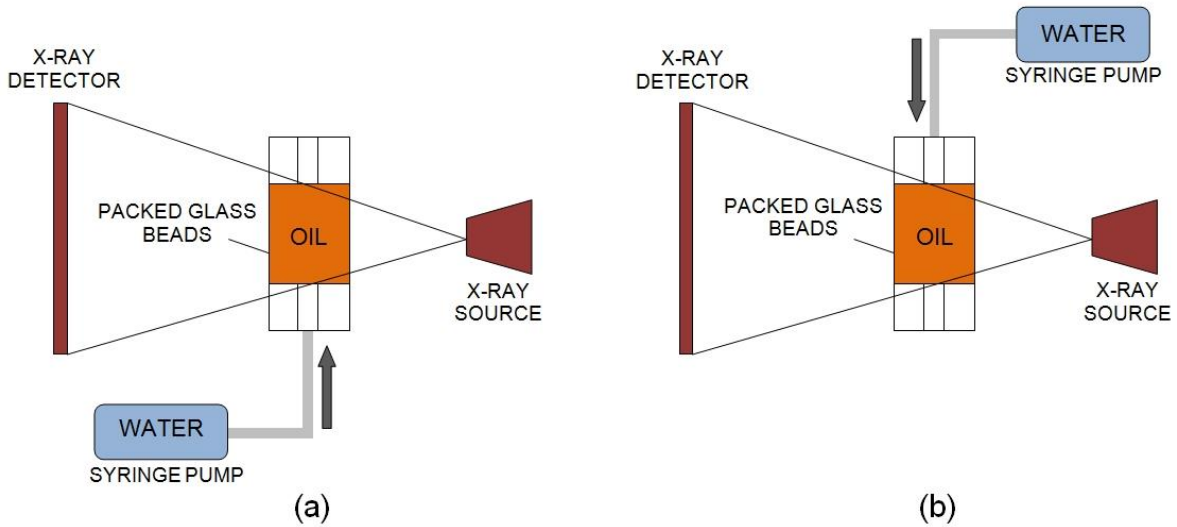 X-RAY
DETECTOR
PACKED GLASS
BEADS
OIL
X-RAY
SOURCE
WATER
SYRINGE PUMP
(a)
WATER
SYRINGE PUMP
X-RAY
DETECTOR
PACKED GLASS
BEADS
OIL
X-RAY
SOURCE
(b)